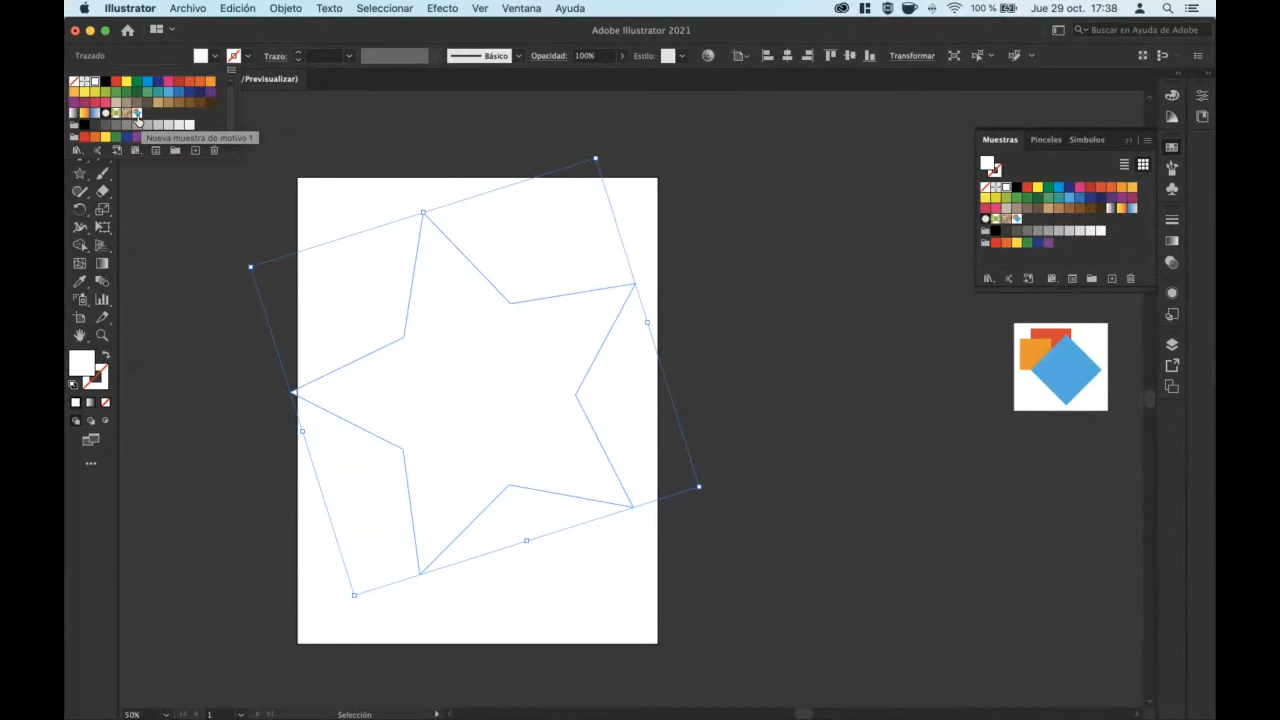 Illustrator Archivo Edición Objeto Texto Seleccionar Efecto Ver Ventana Ayuda 100 % Jue 29 oct. 17:38
Adobe Illustrator 2021 Buscar en Ayuda de Adobe
Trazado Trazo: Básico Opacidad: 100% Estilo: Transformar
/Previsualizar)
Nueva muestra de motivo 1
Muestras Pinceles Símbolos
50% 1 Selección